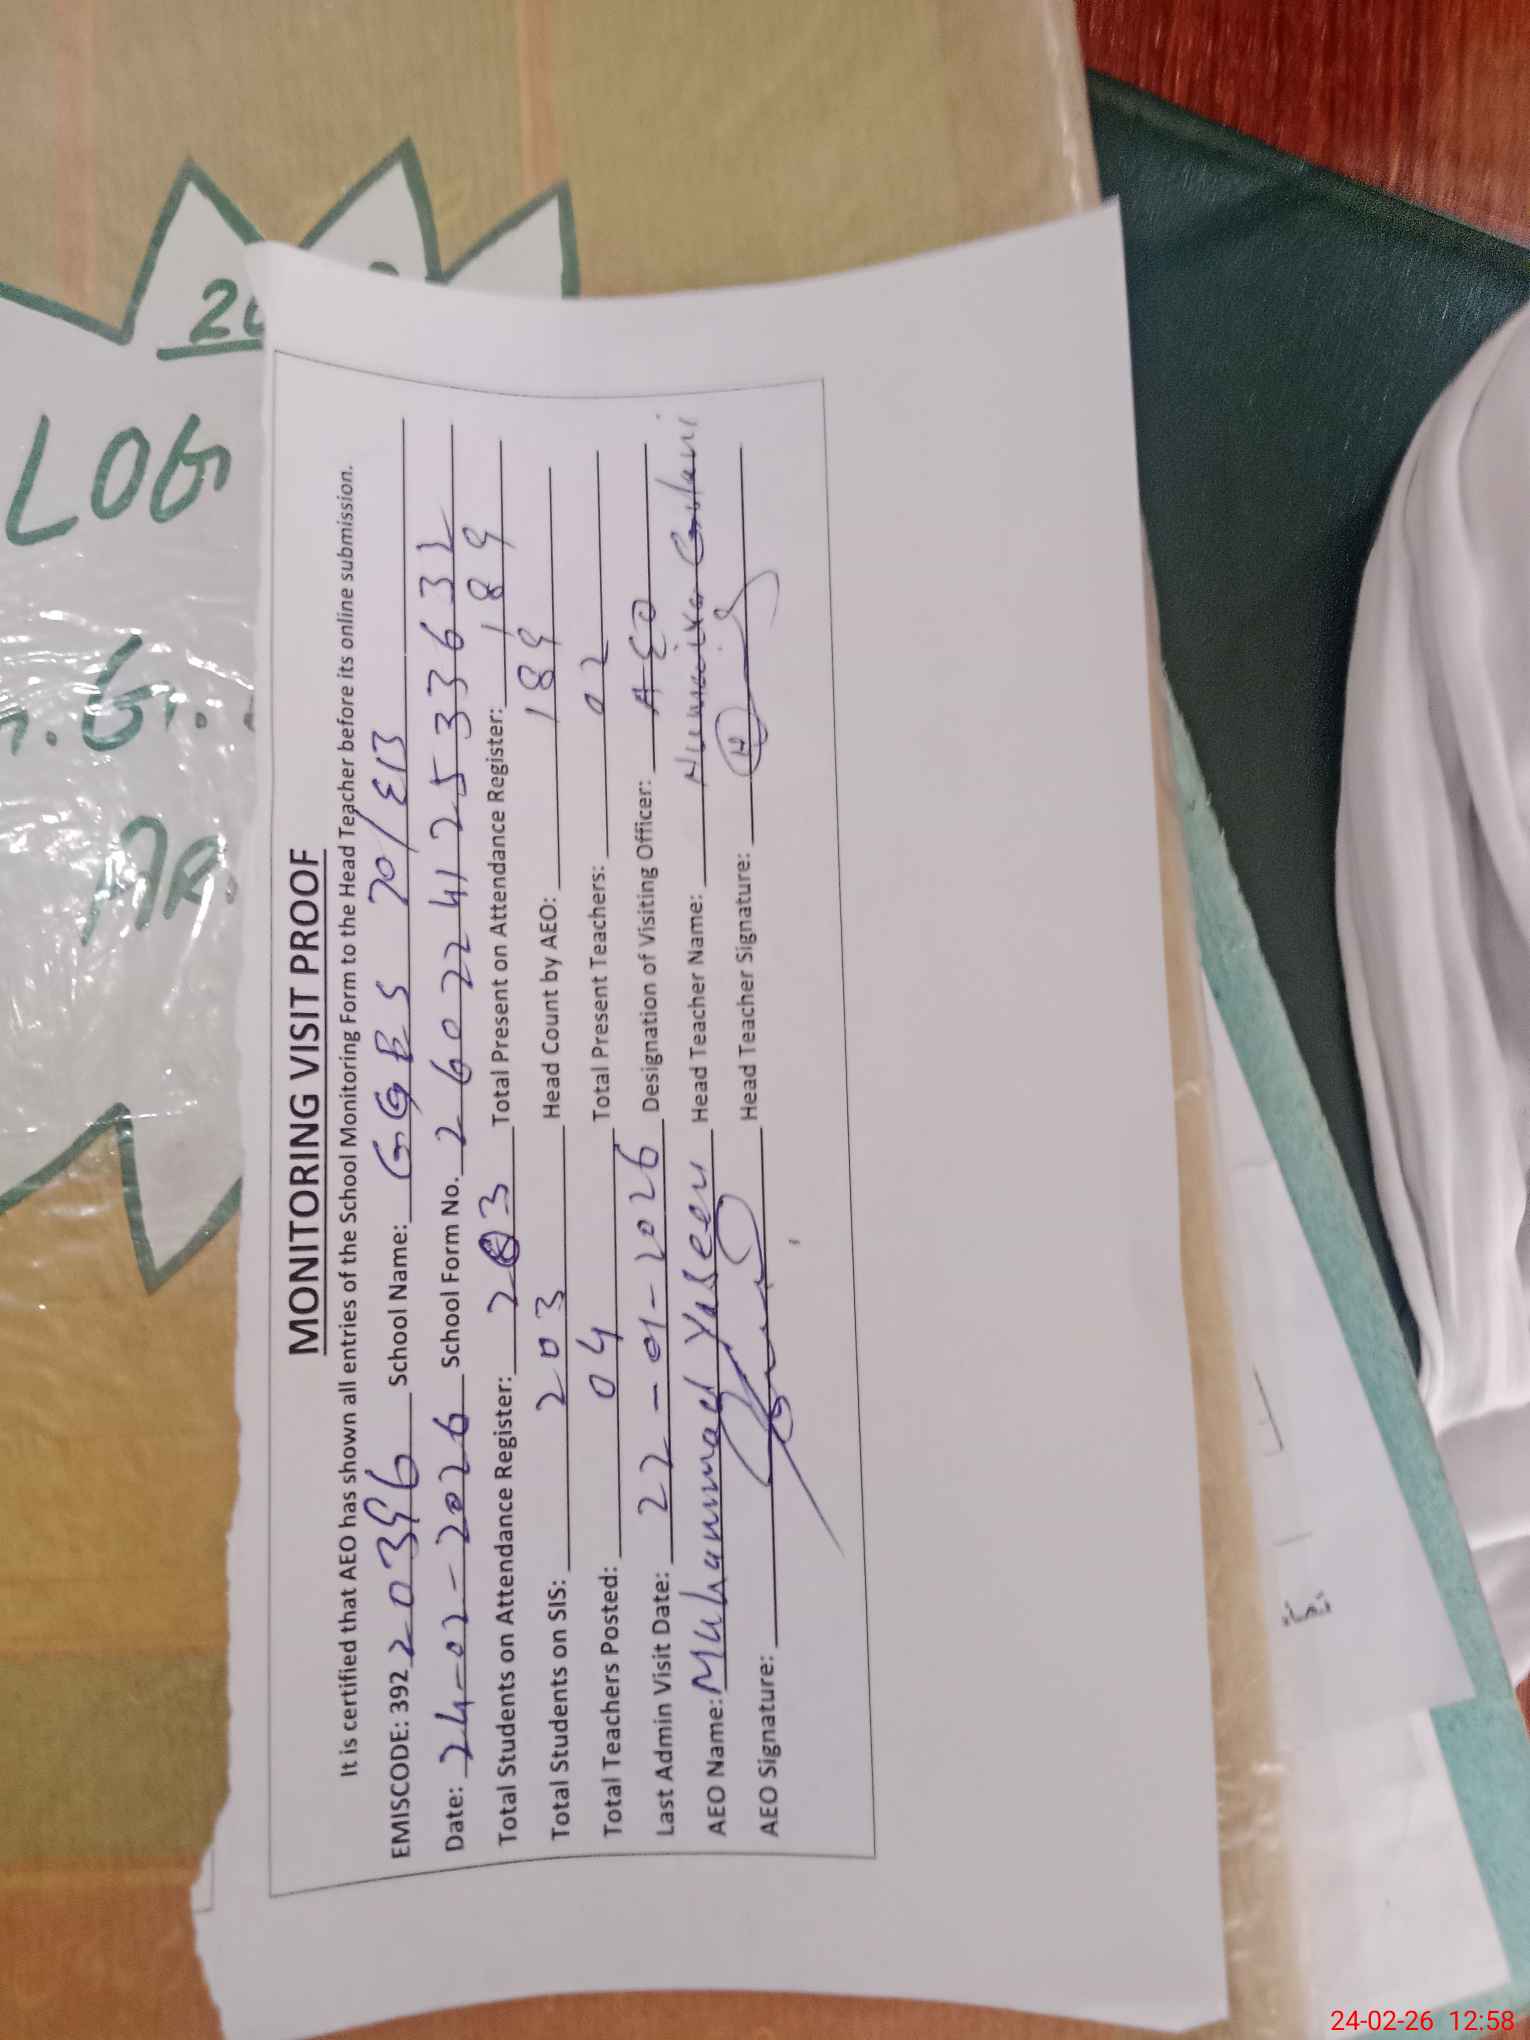 LOG
MONITORING VISIT PROOF
It is certified that AEO has shown all entries of the School Monitoring Form to the Head Teacher before its online submission.
EMISCODE: 392 20396 School Name: GGES 70/EB
Date: 24-02-2026 School Form No. 26022412533632
Total Students on Attendance Register: 203 Total Present on Attendance Register: 189
Total Students on SIS: 203 Head Count by AEO: 189
Total Teachers Posted: 04 Total Present Teachers: 02
Last Admin Visit Date: 22-01-2026 Designation of Visiting Officer: AEO
AEO Name: Muhammad Yaseen Head Teacher Name:
AEO Signature: Head Teacher Signature:
24-02-26 12:58